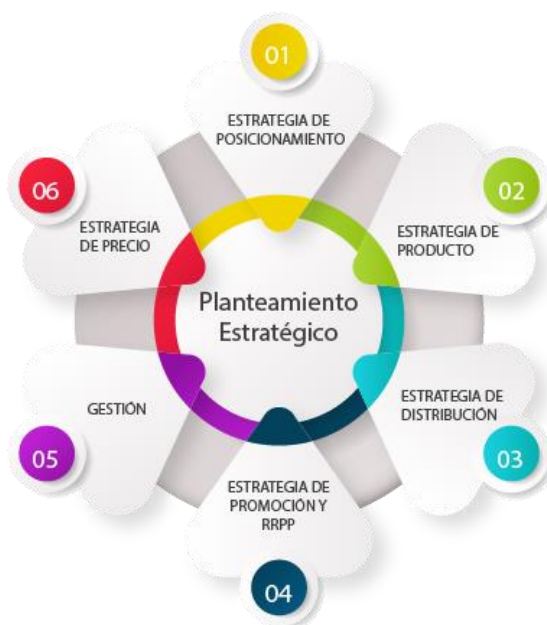 01
ESTRATEGIA DE
POSICIONAMIENTO
02
ESTRATEGIA DE
PRODUCTO
03
ESTRATEGIA DE
DISTRIBUCIÓN
04
ESTRATEGIA DE
PROMOCIÓN Y
RRPP
05
GESTIÓN
06
ESTRATEGIA
DE PRECIO
Planteamiento
Estratégico